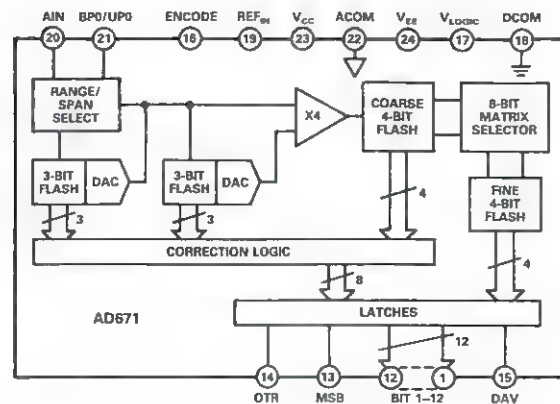 AIN BPO/UPO ENCODE REF IN VCC ACOM VEE VLOGIC DCOM
20 21 16 19 23 22 24 17 18
RANGE/
SPAN
SELECT
X4
COARSE
4-BIT
FLASH
8-BIT
MATRIX
SELECTOR
3-BIT
FLASH
DAC
3-BIT
FLASH
DAC
FINE
4-BIT
FLASH
3
3
4
CORRECTION LOGIC
4
8
AD671
LATCHES
12
14 13 12 1 15
OTR MSB BIT 1–12 DAV